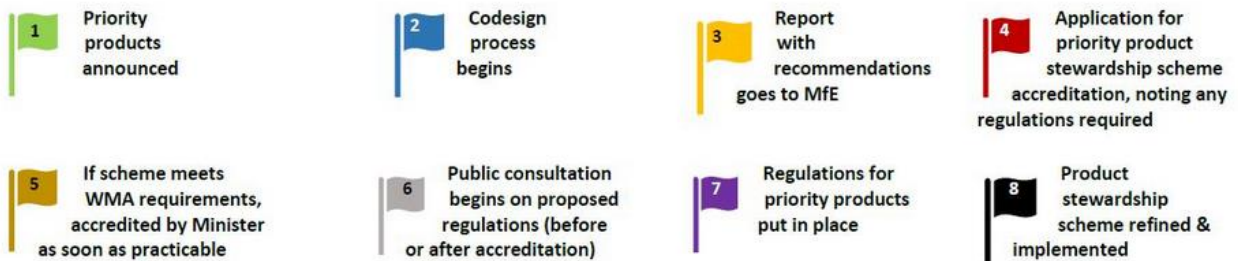 1
Priority
products
announced
2
Codesign
process
begins
3
Report
with
recommendations
goes to MfE
4
Application for
priority product
stewardship scheme
accreditation, noting any
regulations required
5
If scheme meets
WMA requirements,
accredited by Minister
as soon as practicable
6
Public consultation
begins on proposed
regulations (before
or after accreditation)
7
Regulations for
priority products
put in place
8
Product
stewardship
scheme refined &
implemented